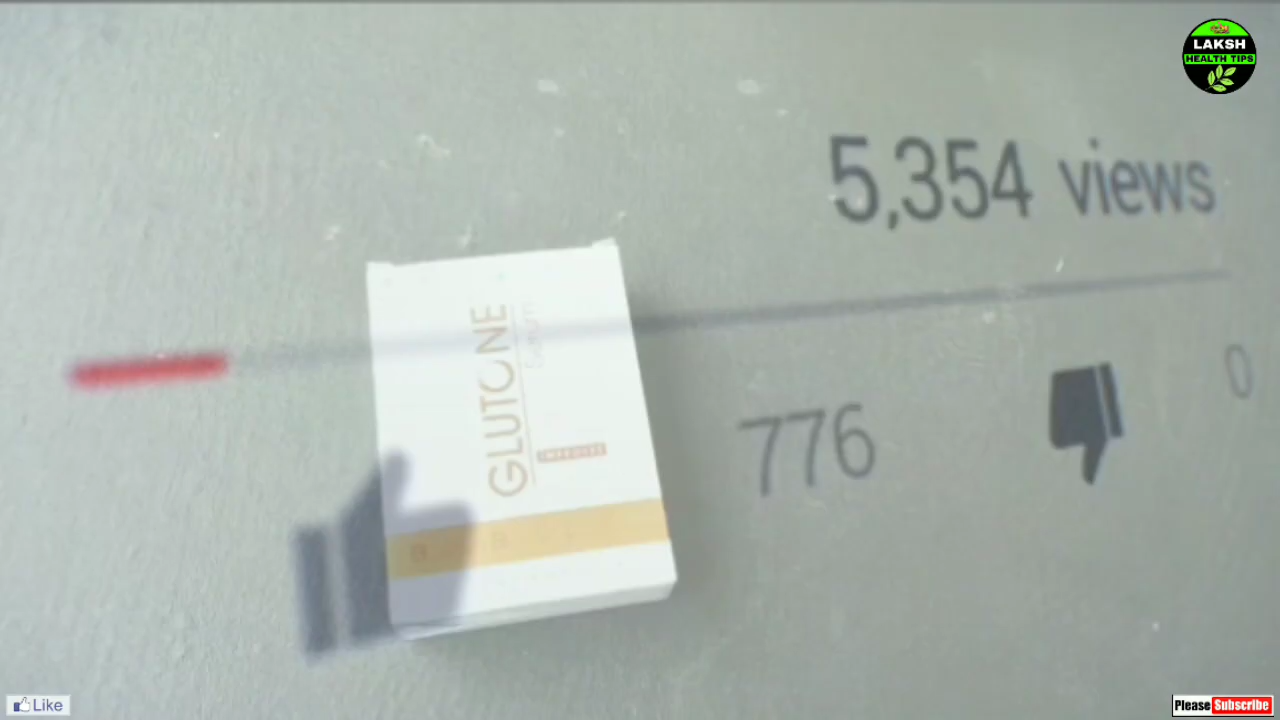 LAKSH
HEALTH TIPS
5,354 views
GLUTONE
776
0
Like
Please Subscribe